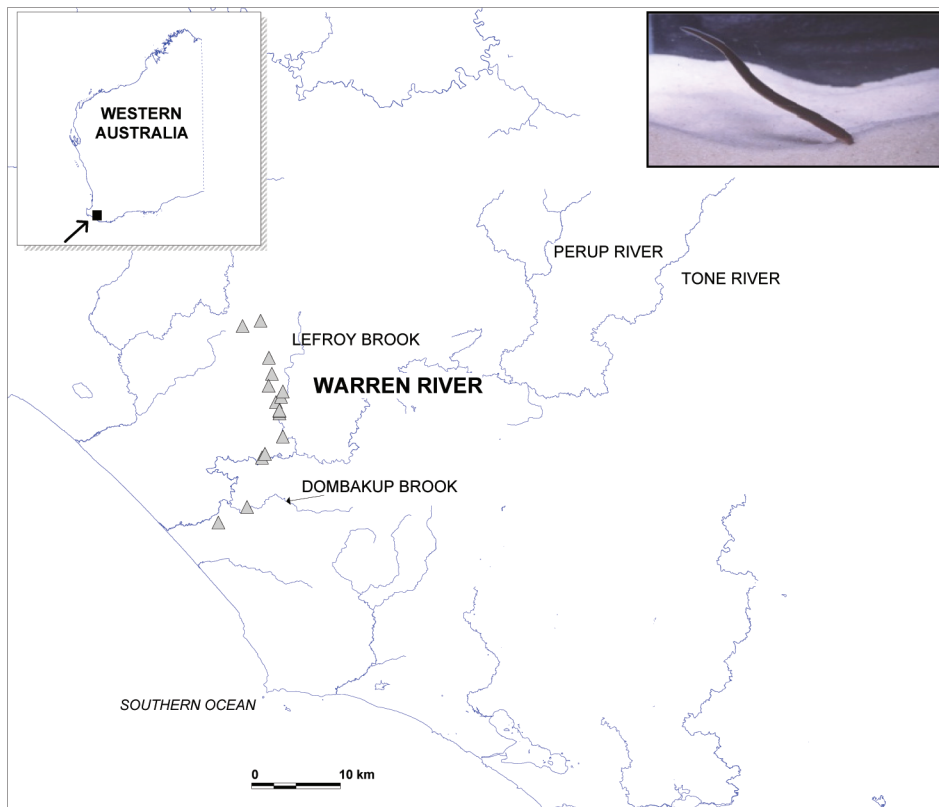 WESTERN
AUSTRALIA
PERUP RIVER
TONE RIVER
LEFROY BROOK
WARREN RIVER
DOMBAKUP BROOK
SOUTHERN OCEAN
0 10 km